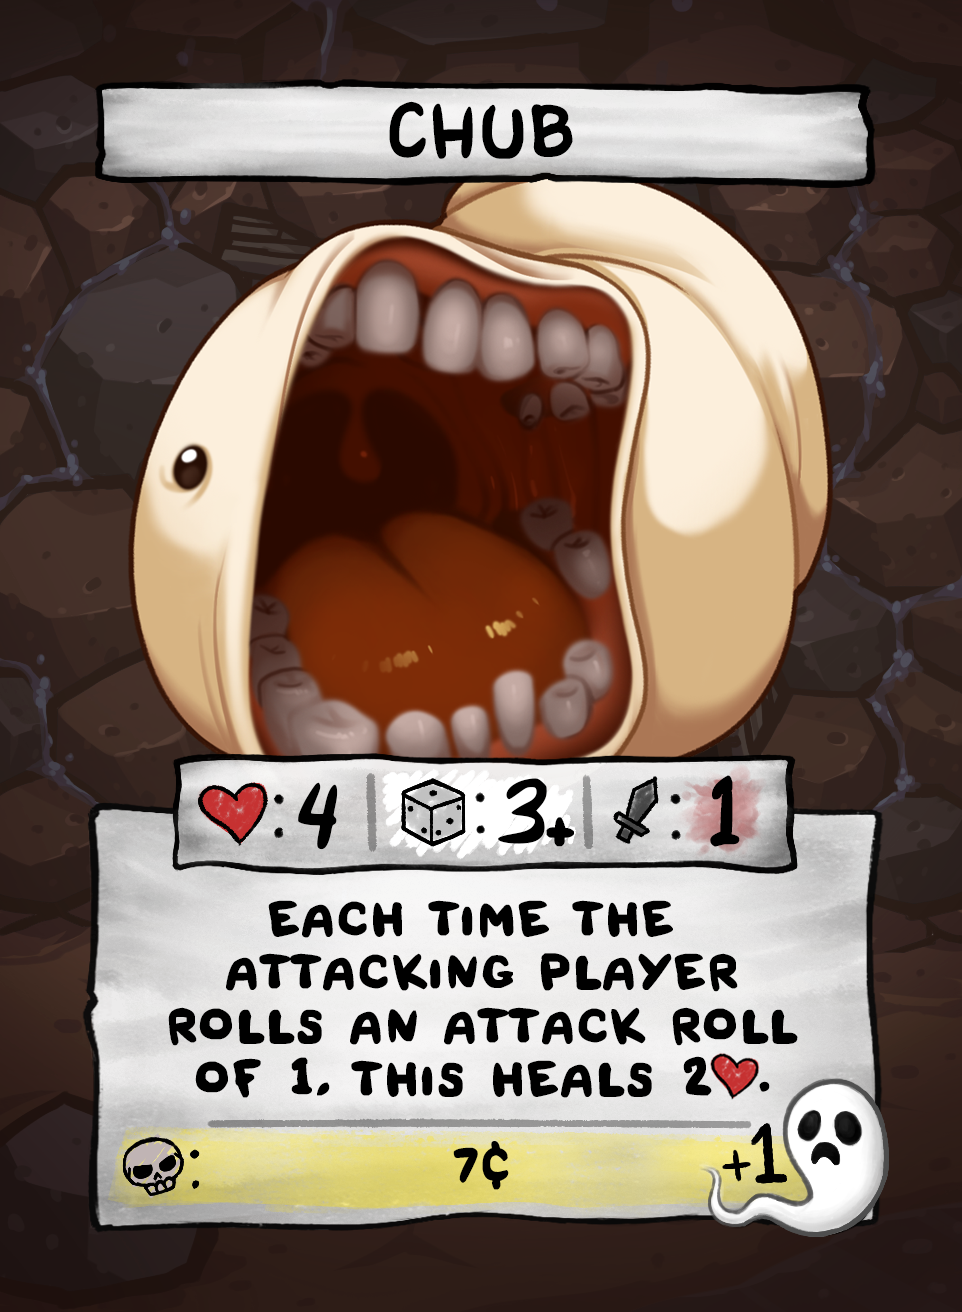 CHUB
: 4 : 3+ : 1
EACH TIME THE
ATTACKING PLAYER
ROLLS AN ATTACK ROLL
OF 1, THIS HEALS 2.
: 7¢ +1